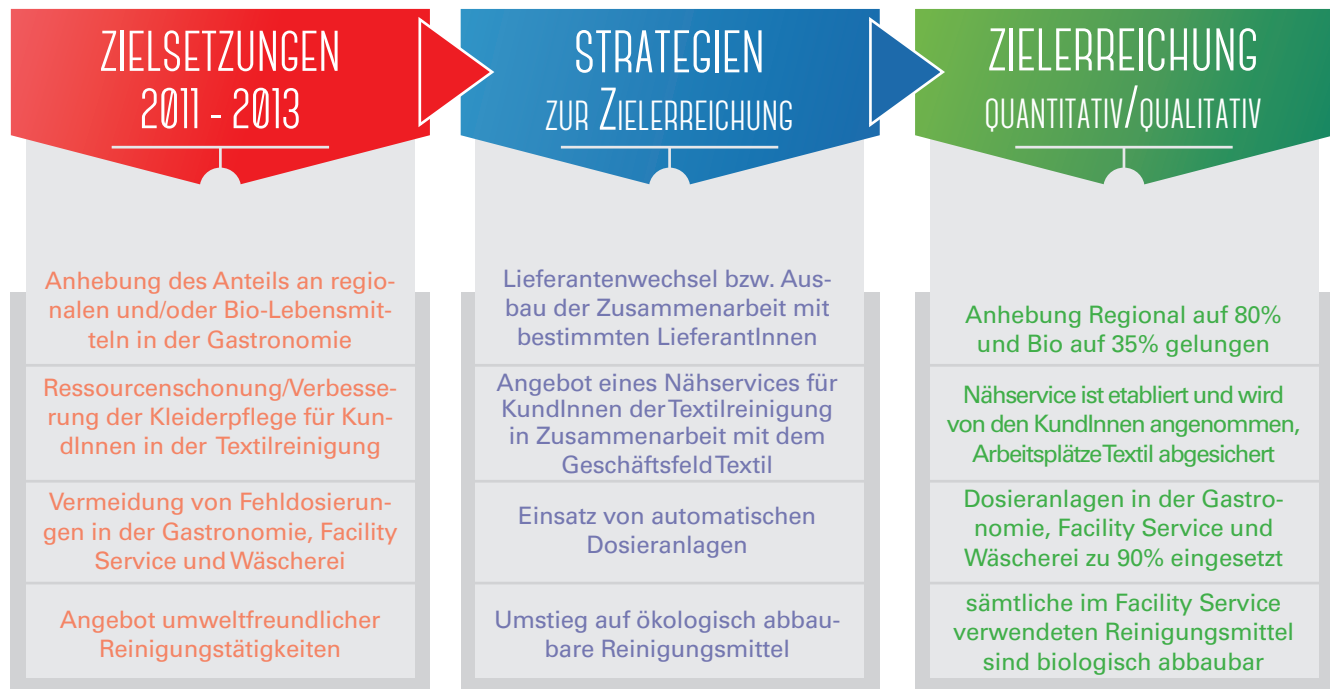 ZIELSETZUNGEN
2011 - 2013
STRATEGIEN
ZUR ZIELERREICHUNG
ZIELERREICHUNG
QUANTITATIV/QUALITATIV
Anhebung des Anteils an regio-
nalen und/oder Bio-Lebensmit-
teln in der Gastronomie
Lieferantenwechsel bzw. Aus-
bau der Zusammenarbeit mit
bestimmten LieferantInnen
Anhebung Regional auf 80%
und Bio auf 35% gelungen
Ressourcenschonung/Verbesse-
rung der Kleiderpflege für Kun-
dInnen in der Textilreinigung
Angebot eines Nähservices für
KundInnen der Textilreinigung
in Zusammenarbeit mit dem
Geschäftsfeld Textil
Nähservice ist etabliert und wird
von den KundInnen angenommen,
Arbeitsplätze Textil abgesichert
Vermeidung von Fehldosierun-
gen in der Gastronomie, Facility
Service und Wäscherei
Einsatz von automatischen
Dosieranlagen
Dosieranlagen in der Gastro-
nomie, Facility Service und
Wäscherei zu 90% eingesetzt
Angebot umweltfreundlicher
Reinigungstätigkeiten
Umstieg auf ökologisch abbau-
bare Reinigungsmittel
sämtliche im Facility Service
verwendeten Reinigungsmittel
sind biologisch abbaubar